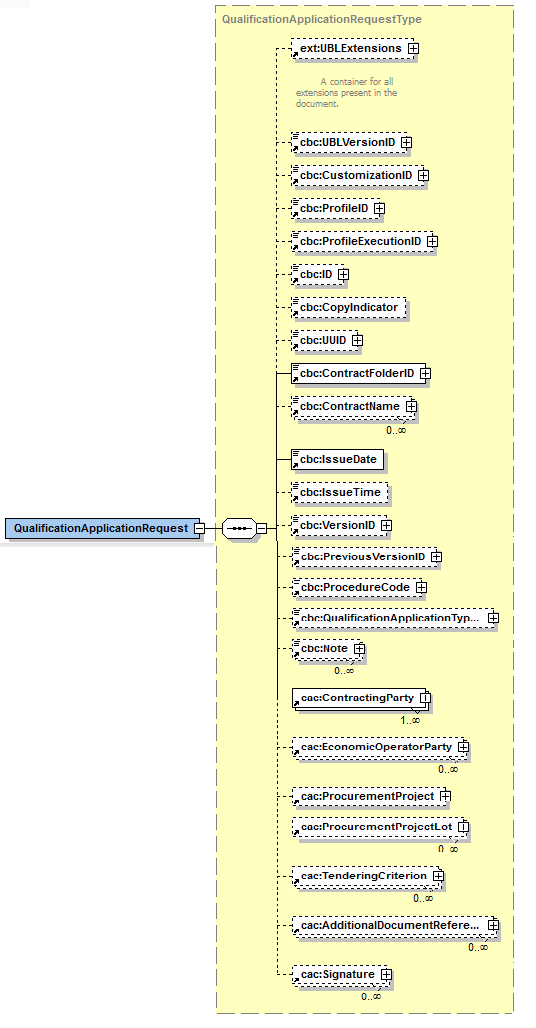 QualificationApplicationRequestType
ext:UBLExtensions
A container for all
extensions present in the
document.
cbc:UBLVersionID
cbc:CustomizationID
cbc:ProfileID
cbc:ProfileExecutionID
cbc:ID
cbc:CopyIndicator
cbc:UUID
cbc:ContractFolderID
cbc:ContractName
0..∞
cbc:IssueDate
cbc:IssueTime
QualificationApplicationRequest
cbc:VersionID
cbc:PreviousVersionID
cbc:ProcedureCode
cbc:QualificationApplicationTyp...
cbc:Note
0..∞
cac:ContractingParty
1..∞
cac:EconomicOperatorParty
0..∞
cac:ProcurementProject
cac:ProcurementProjectLot
0..∞
cac:TenderingCriterion
0..∞
cac:AdditionalDocumentRefere...
0..∞
cac:Signature
0..∞